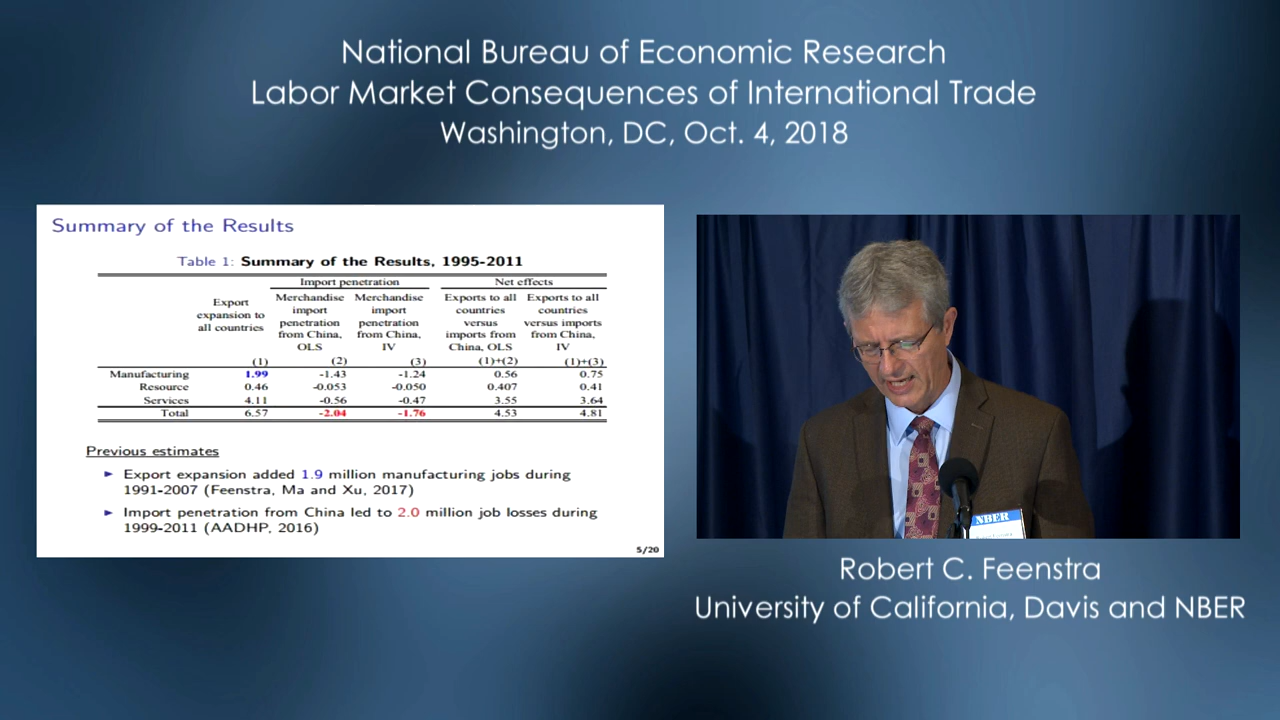 National Bureau of Economic Research
Labor Market Consequences of International Trade
Washington, DC, Oct. 4, 2018
Summary of the Results
Table 1: Summary of the Results, 1995-2011
Import penetration Net effects
Export expansion to all countries Merchandise import penetration from China, OLS Merchandise import penetration from China, IV Exports to all countries versus imports from China, OLS Exports to all countries versus imports from China, IV
(1) (2) (3) (1)+(2) (1)+(3)
Manufacturing 1.99 -1.43 -1.24 0.56 0.75
Resource 0.46 -0.053 -0.050 0.407 0.41
Services 4.11 -0.56 -0.47 3.55 3.64
Total 6.57 -2.04 -1.76 4.53 4.81
Previous estimates
► Export expansion added 1.9 million manufacturing jobs during
1991-2007 (Feenstra, Ma and Xu, 2017)
► Import penetration from China led to 2.0 million job losses during
1999-2011 (AADHP, 2016)
5/20
NBER
Robert C. Feenstra
University of California, Davis and NBER